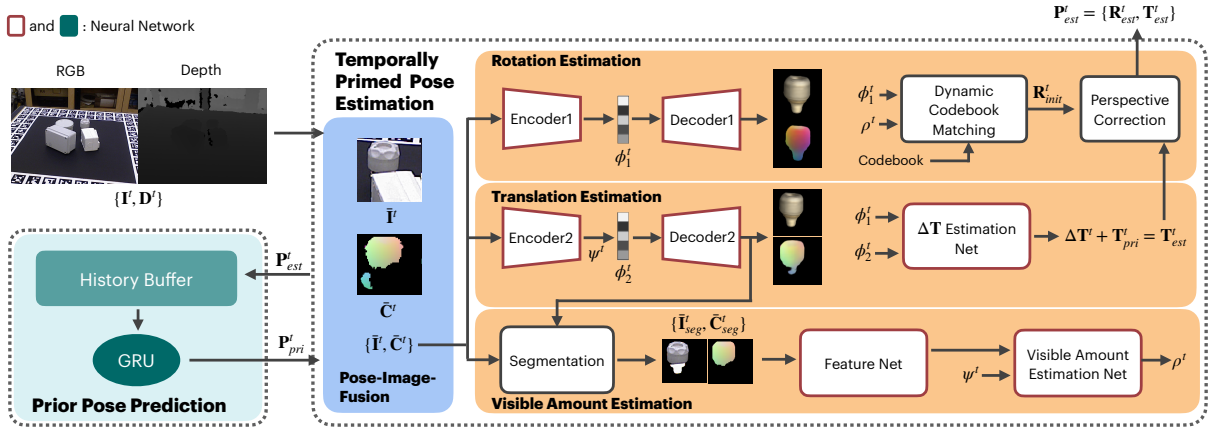 and : Neural Network
RGB
Depth
{I^t, D^t}
P^t_est = {R^t_est, T^t_est}
Temporally
Primed Pose
Estimation
Ī^t
C̄^t
{Ī^t, C̄^t}
Pose-Image-
Fusion
P^t_est
P^t_pri
History Buffer
GRU
Prior Pose Prediction
Rotation Estimation
Encoder1
ϕ^t_1
Decoder1
ϕ^t_1
ρ^t
Codebook
Dynamic
Codebook
Matching
R^t_init
Perspective
Correction
Translation Estimation
Encoder2
ψ^t
ϕ^t_2
Decoder2
ϕ^t_1
ϕ^t_2
ΔT Estimation
Net
ΔT^t + T^t_pri = T^t_est
Segmentation
{Ī^t_seg, C̄^t_seg}
Feature Net
ψ^t
Visible Amount
Estimation Net
ρ^t
Visible Amount Estimation